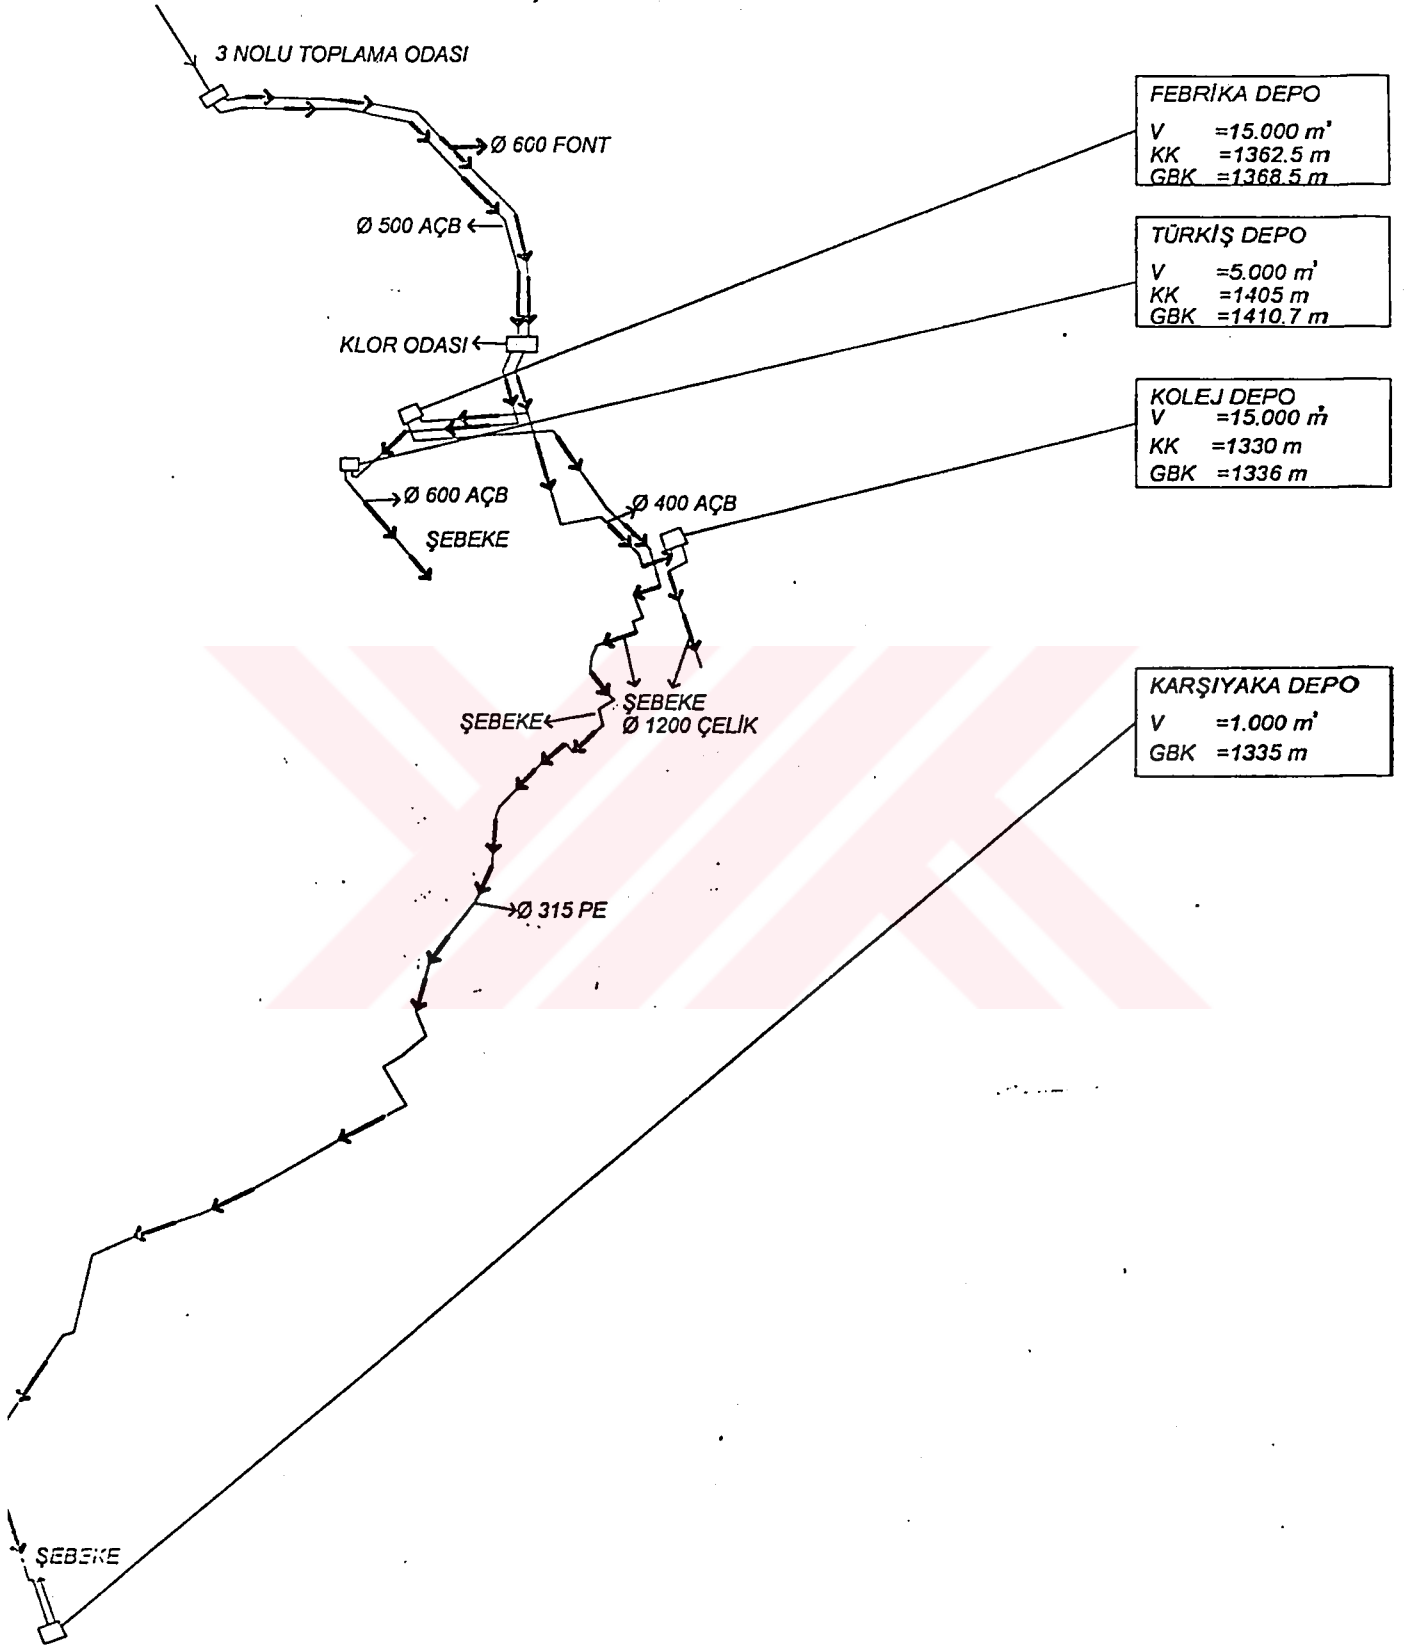 3 NOLU TOPLAMA ODASI
Ø 600 FONT
Ø 500 AÇB
KLOR ODASI
Ø 600 AÇB
ŞEBEKE
Ø 400 AÇB
ŞEBEKE
ŞEBEKE
Ø 1200 ÇELİK
Ø 315 PE
ŞEBEKE
FEBRİKA DEPO
V =15.000 m³
KK =1362.5 m
GBK =1368.5 m
TÜRKİŞ DEPO
V =5.000 m³
KK =1405 m
GBK =1410.7 m
KOLEJ DEPO
V =15.000 m³
KK =1330 m
GBK =1336 m
KARŞIYAKA DEPO
V =1.000 m³
GBK =1335 m